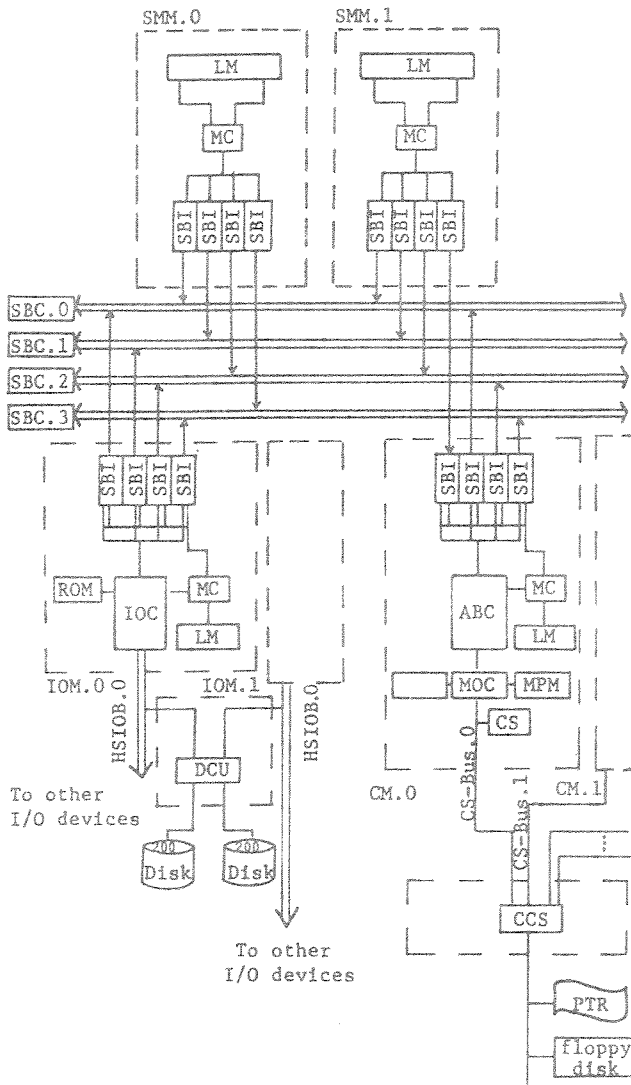 SMM.0
SMM.1
LM
LM
MC
MC
SBI SBI SBI SBI
SBI SBI SBI SBI
SBC.0
SBC.1
SBC.2
SBC.3
SBI SBI SBI SBI
SBI SBI SBI SBI
ROM
IOC
MC
LM
ABC
MC
LM
IOM.0
IOM.1
MOC
MPM
CS
HSIOB.0
HSIOB.0
DCU
CM.0
CM.1
CS-Bus.0
CS-Bus.1
To other
I/O devices
200
Disk
200
Disk
CCS
To other
I/O devices
PTR
floppy
disk